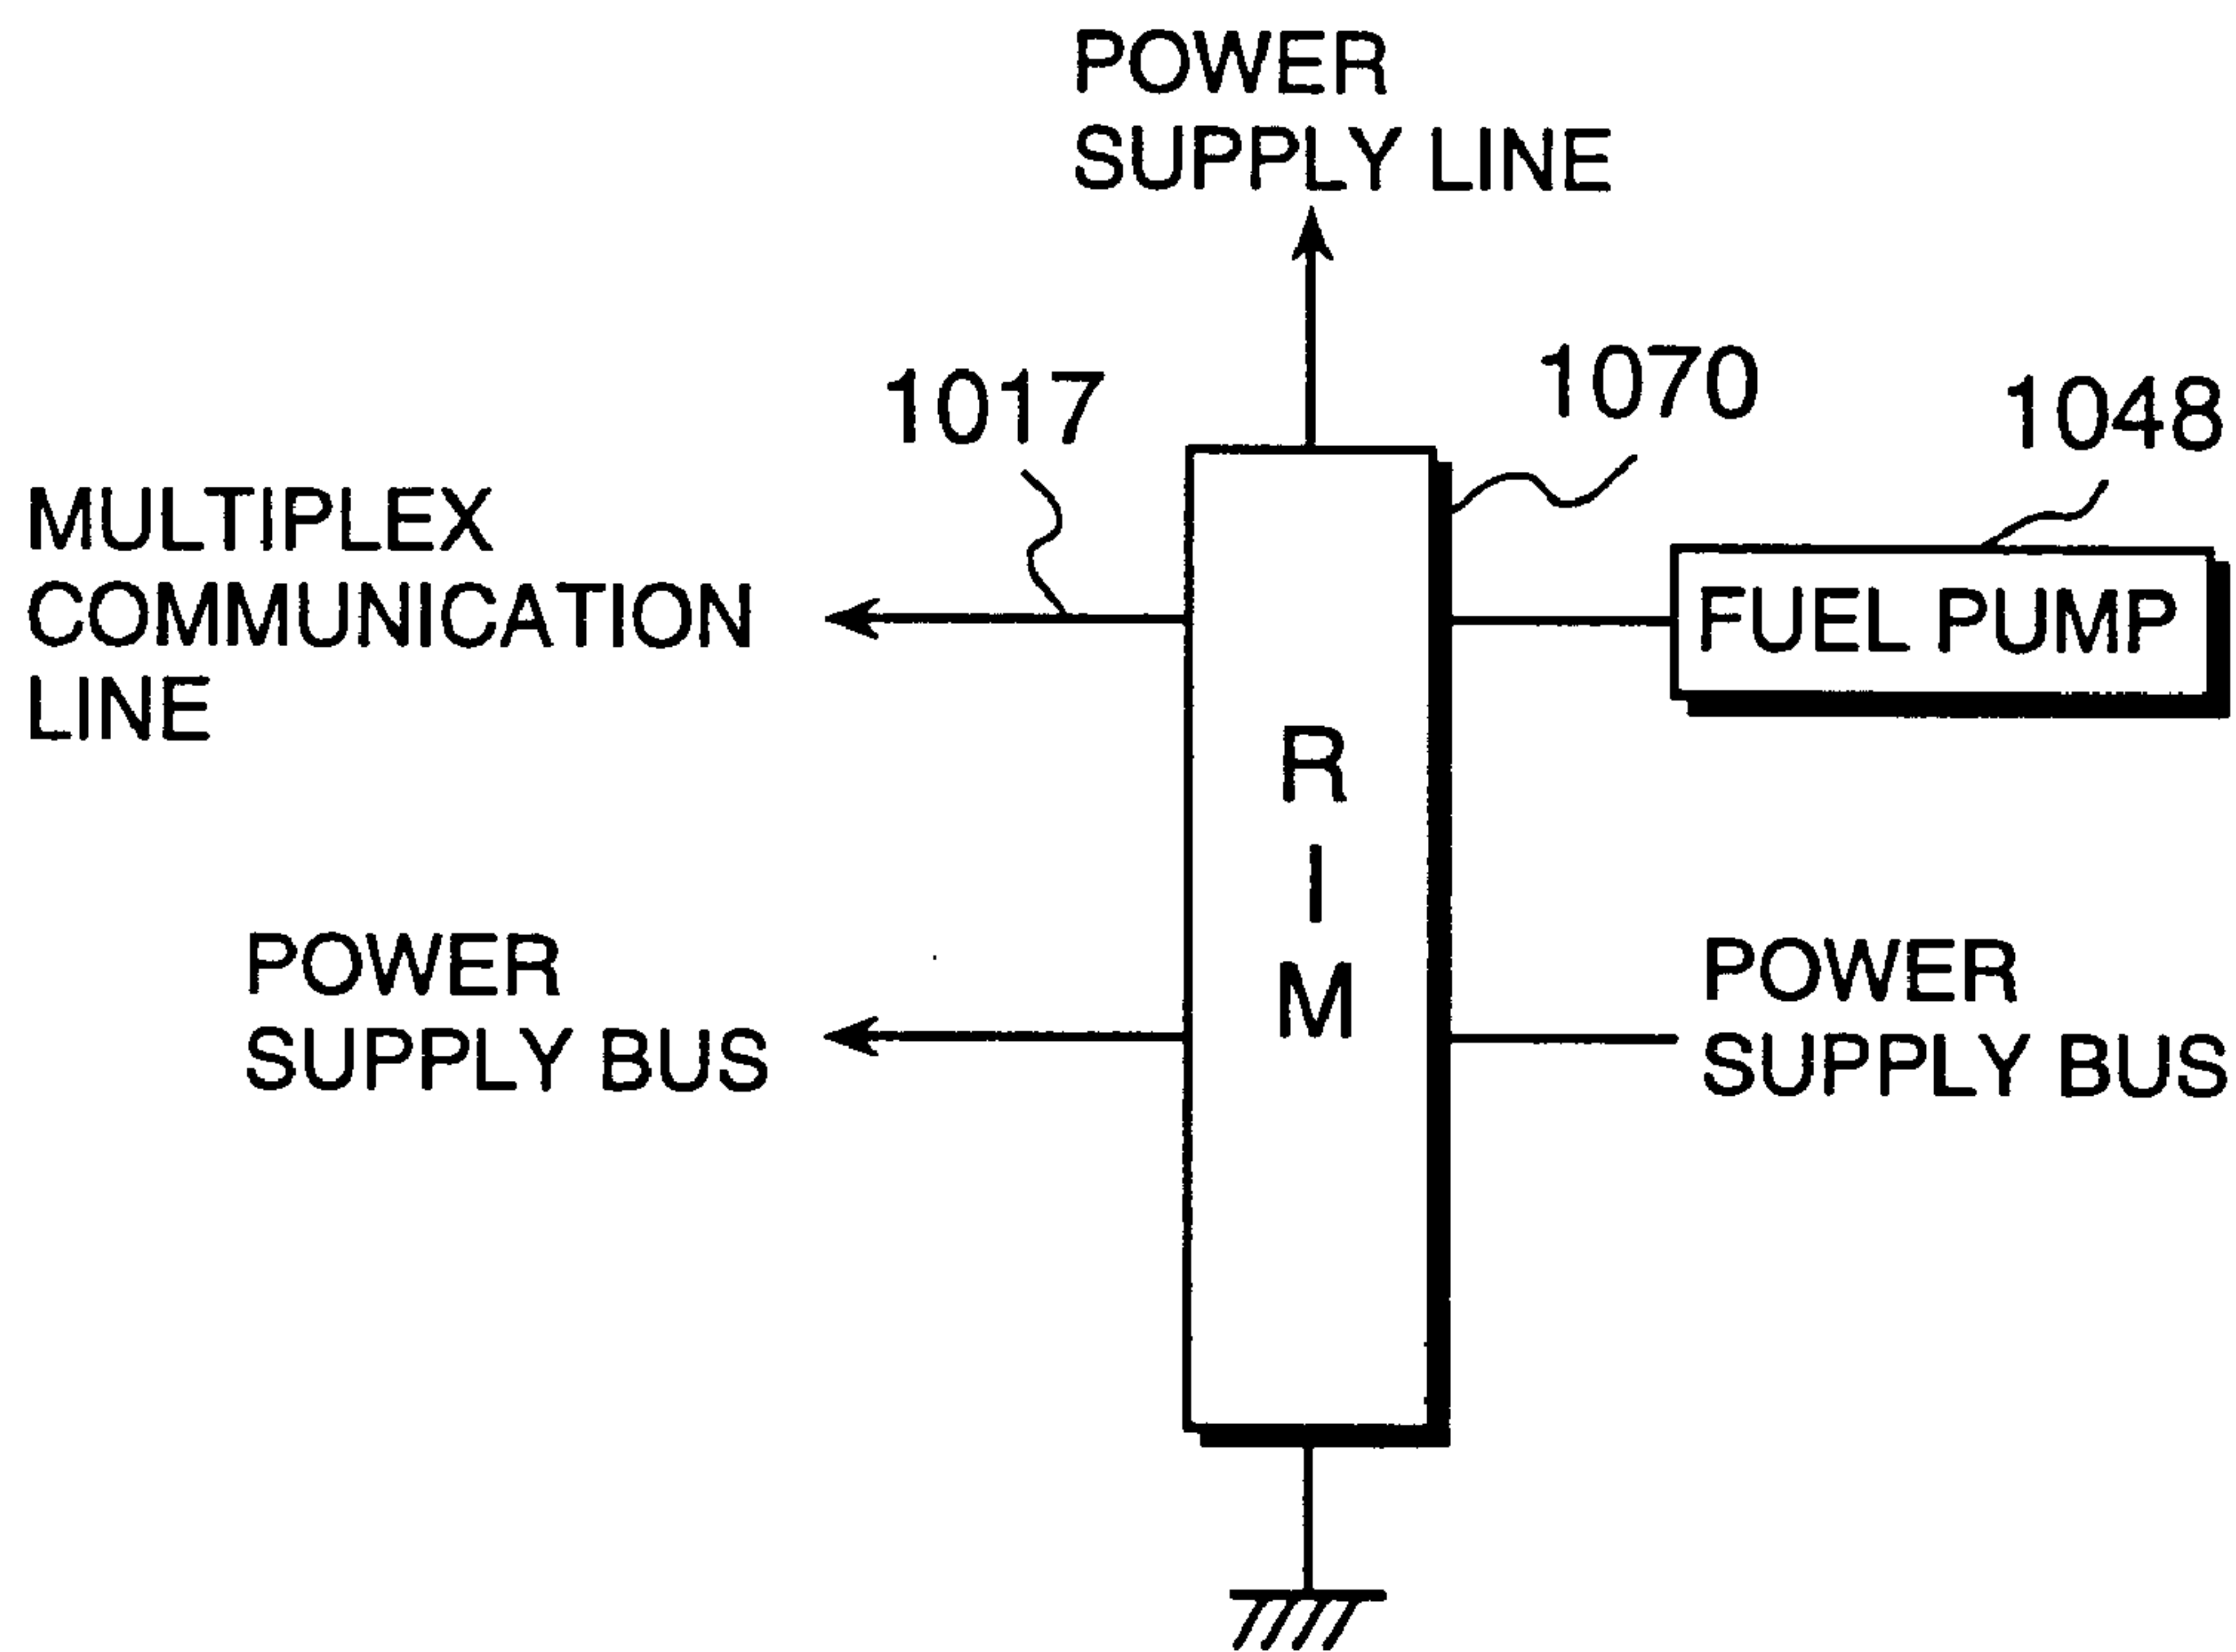 POWER
SUPPLY LINE
1017
1070
1048
MULTIPLEX
COMMUNICATION
LINE
FUEL PUMP
R
I
M
POWER
SUPPLY BUS
POWER
SUPPLY BUS